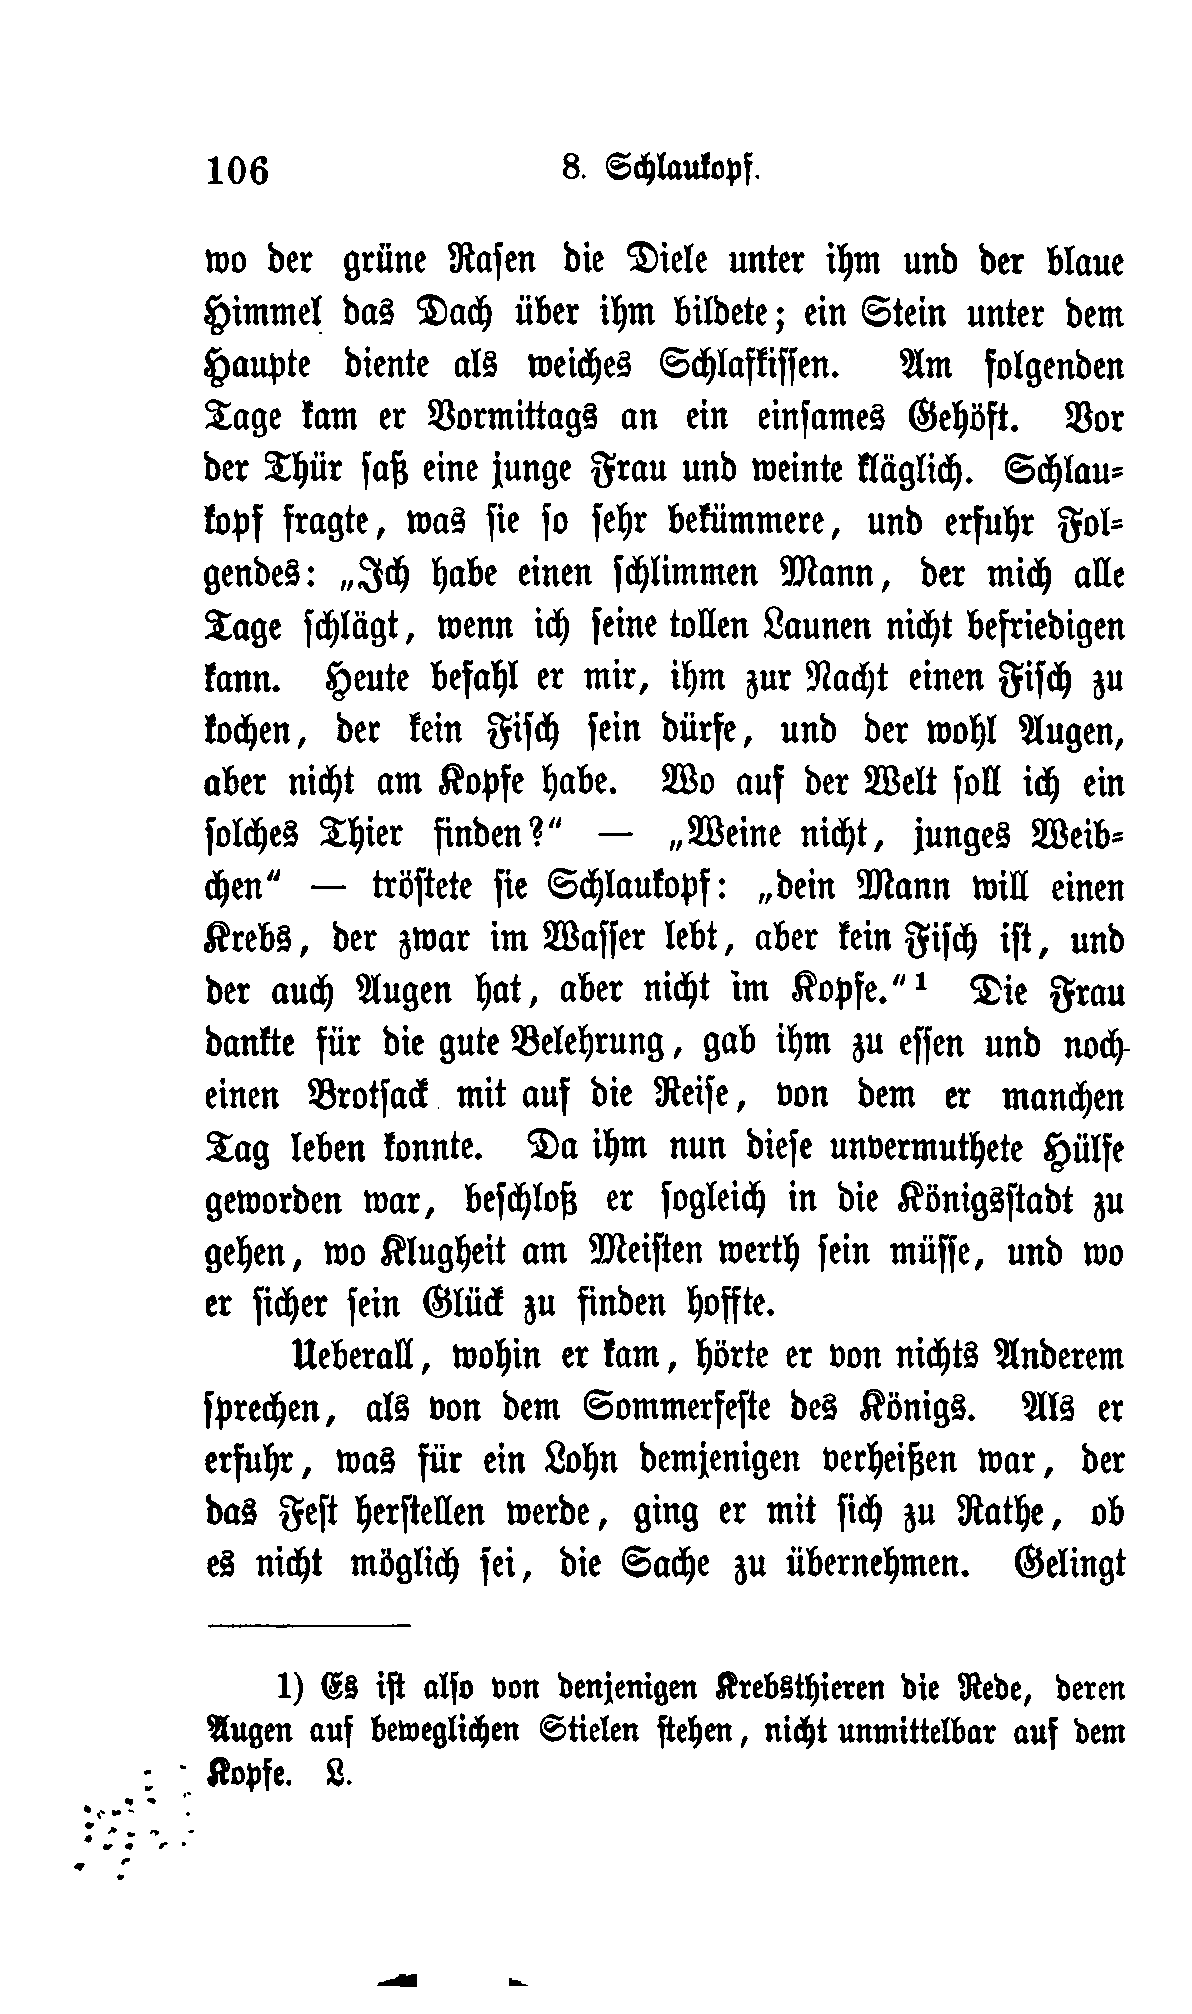 106
8. Schlaukopf.
wo der grüne Rasen die Diele unter ihm und der blaue
Himmel das Dach über ihm bildete; ein Stein unter dem
Haupte diente als weiches Schlafkissen. Am folgenden
Tage kam er Vormittags an ein einsames Gehöft. Vor
der Thür saß eine junge Frau und weinte kläglich. Schlau-
kopf fragte, was sie so sehr bekümmere, und erfuhr Fol-
gendes: „Ich habe einen schlimmen Mann, der mich alle
Tage schlägt, wenn ich seine tollen Launen nicht befriedigen
kann. Heute befahl er mir, ihm zur Nacht einen Fisch zu
kochen, der kein Fisch sein dürfe, und der wohl Augen,
aber nicht am Kopfe habe. Wo auf der Welt soll ich ein
solches Thier finden?“ — „Weine nicht, junges Weib-
chen“ — tröstete sie Schlaukopf: „dein Mann will einen
Krebs, der zwar im Wasser lebt, aber kein Fisch ist, und
der auch Augen hat, aber nicht im Kopfe.“¹ Die Frau
dankte für die gute Belehrung, gab ihm zu essen und noch
einen Brotsack mit auf die Reise, von dem er manchen
Tag leben konnte. Da ihm nun diese unvermuthete Hülfe
geworden war, beschloß er sogleich in die Königsstadt zu
gehen, wo Klugheit am Meisten werth sein müsse, und wo
er sicher sein Glück zu finden hoffte.
Ueberall, wohin er kam, hörte er von nichts Anderem
sprechen, als von dem Sommerfeste des Königs. Als er
erfuhr, was für ein Lohn demjenigen verheißen war, der
das Fest herstellen werde, ging er mit sich zu Rathe, ob
es nicht möglich sei, die Sache zu übernehmen. Gelingt
1) Es ist also von denjenigen Krebsthieren die Rede, deren
Augen auf beweglichen Stielen stehen, nicht unmittelbar auf dem
Kopfe. L.